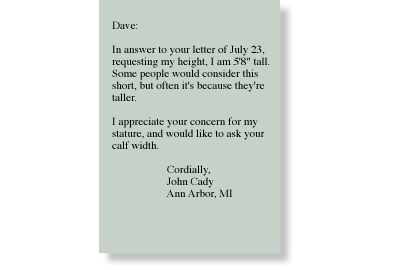 Dave:
In answer to your letter of July 23,
requesting my height, I am 5'8" tall.
Some people would consider this
short, but often it's because they're
taller.
I appreciate your concern for my
stature, and would like to ask your
calf width.
Cordially,
John Cady
Ann Arbor, MI